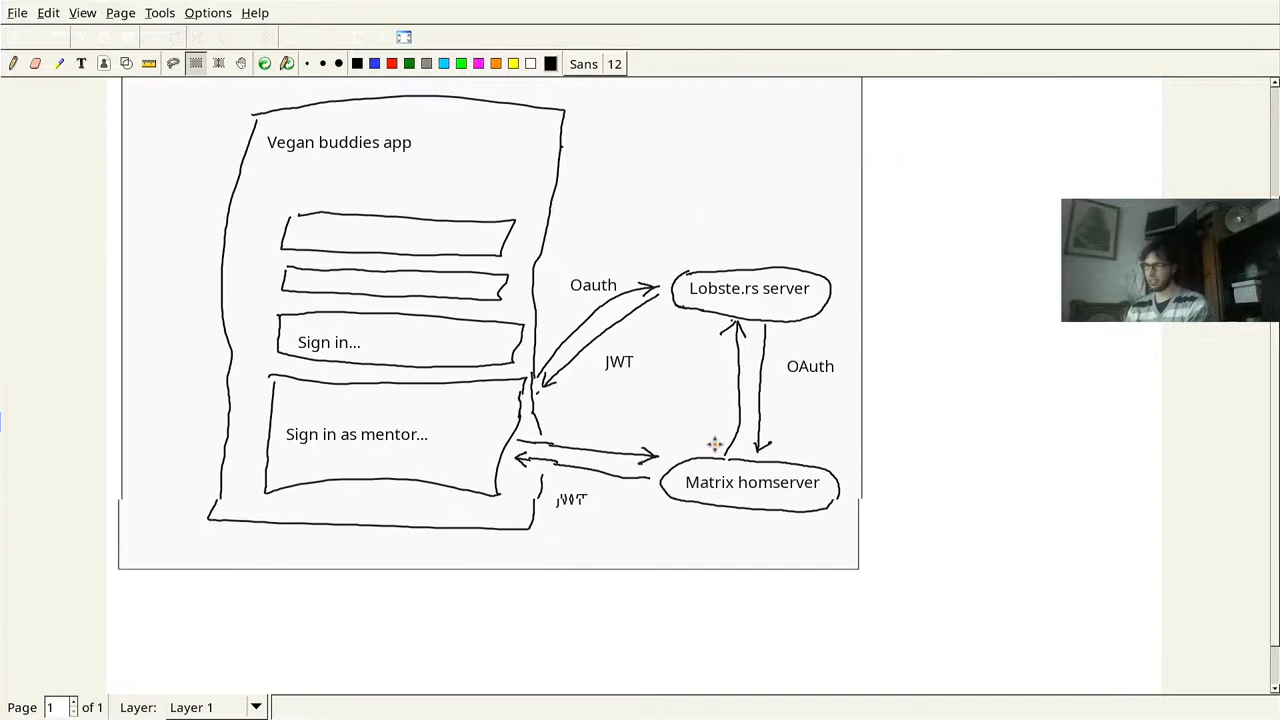 File Edit View Page Tools Options Help
T Sans 12
Vegan buddies app
Sign in...
Sign in as mentor...
Oauth
Lobste.rs server
JWT
OAuth
Matrix homserver
JWT
Page 1 of 1 Layer: Layer 1